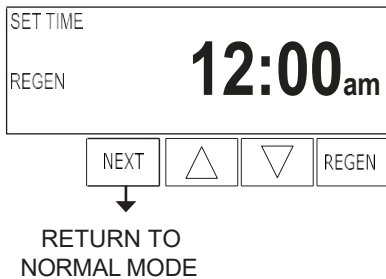 SET TIME
REGEN
12:00am
NEXT
REGEN
RETURN TO
NORMAL MODE